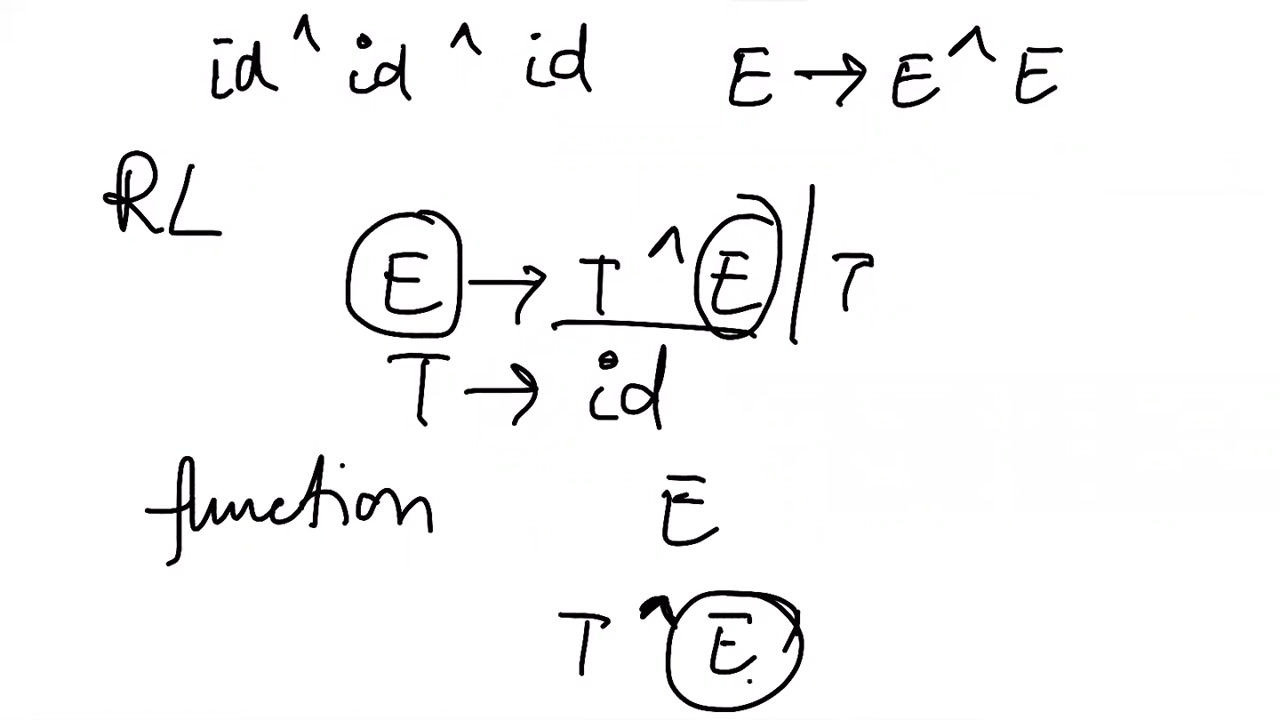 id ^ id ^ id E → E ^ E
RL
E → T ^ E | T
T → id
function E
T ^ E